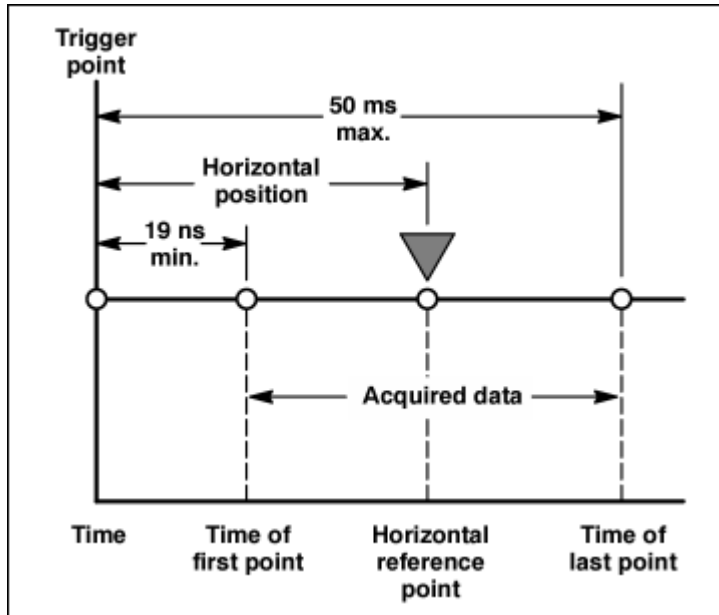 Trigger
point
50 ms
max.
Horizontal
position
19 ns
min.
Acquired data
Time
Time of
first point
Horizontal
reference
point
Time of
last point